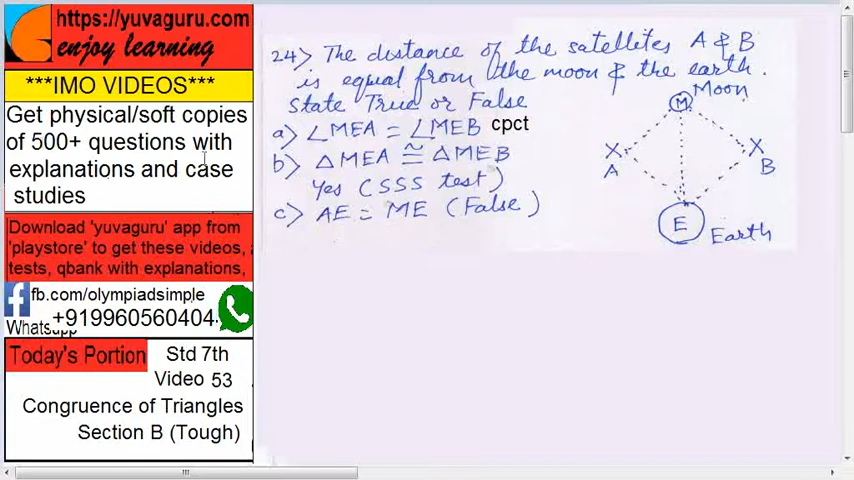 https://yuvaguru.com
enjoy learning
***IMO VIDEOS***
Get physical/soft copies
of 500+ questions with
explanations and case
studies
Download 'yuvaguru' app from
'playstore' to get these videos,
tests, qbank with explanations,
fb.com/olympiadsimple
Whatsapp +919960560404
Today's Portion Std 7th
Video 53
Congruence of Triangles
Section B (Tough)
24> The distance of the satellites A & B
is equal from the moon & the earth.
State True or False
a> ∠MEA = ∠MEB cpct
b> △MEA ≅ △MEB
Yes (SSS test)
c> AE = ME (False)
M Moon
X X
A B
E Earth